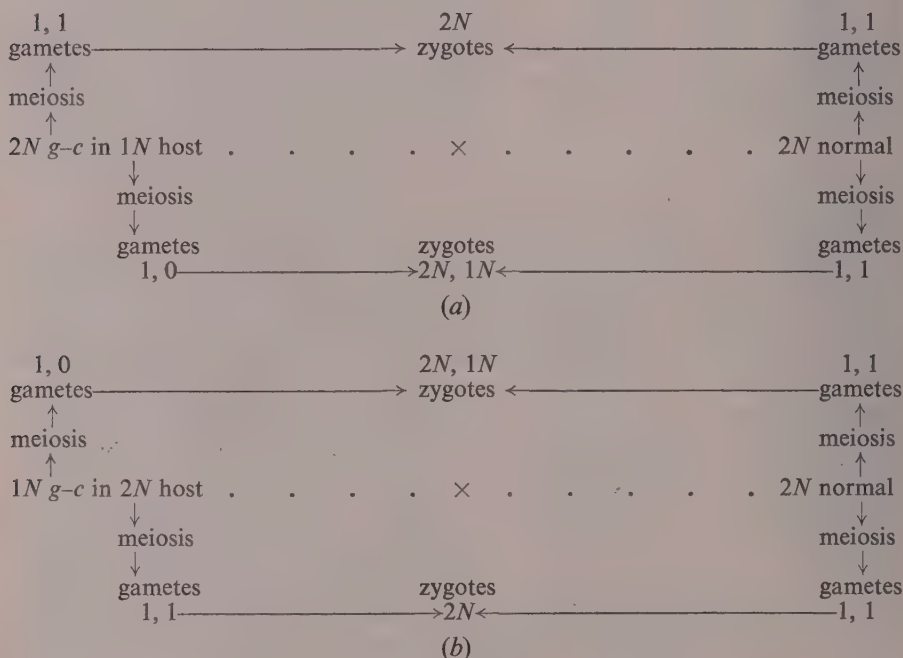 1, 1 2N 1, 1
gametes zygotes gametes
meiosis meiosis
2N g–c in 1N host . . . . × . . . . . 2N normal
meiosis meiosis
gametes zygotes gametes
1, 0 2N, 1N 1, 1
(a)
1, 0 2N, 1N 1, 1
gametes zygotes gametes
meiosis meiosis
1N g–c in 2N host . . . . × . . . . . 2N normal
meiosis meiosis
gametes zygotes gametes
1, 1 2N 1, 1
(b)